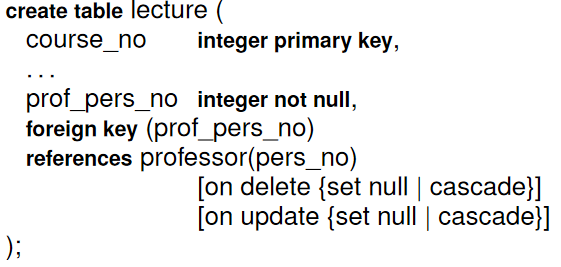 create table lecture (
course_no integer primary key,
...
prof_pers_no integer not null,
foreign key (prof_pers_no)
references professor(pers_no)
[on delete {set null | cascade}]
[on update {set null | cascade}]
);